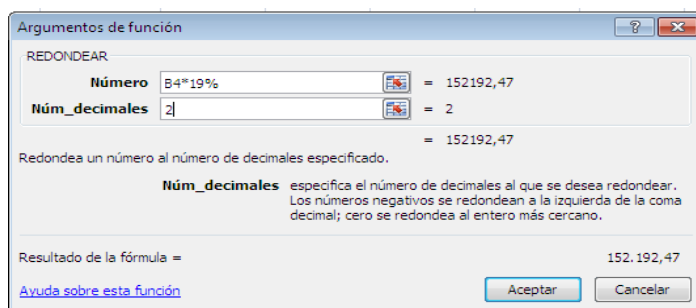 Argumentos de función
REDONDEAR
Número B4*19% = 152192,47
Núm_decimales 2 = 2
= 152192,47
Redondea un número al número de decimales especificado.
Núm_decimales especifica el número de decimales al que se desea redondear.
Los números negativos se redondean a la izquierda de la coma
decimal; cero se redondea al entero más cercano.
Resultado de la fórmula = 152.192,47
Ayuda sobre esta función Aceptar Cancelar